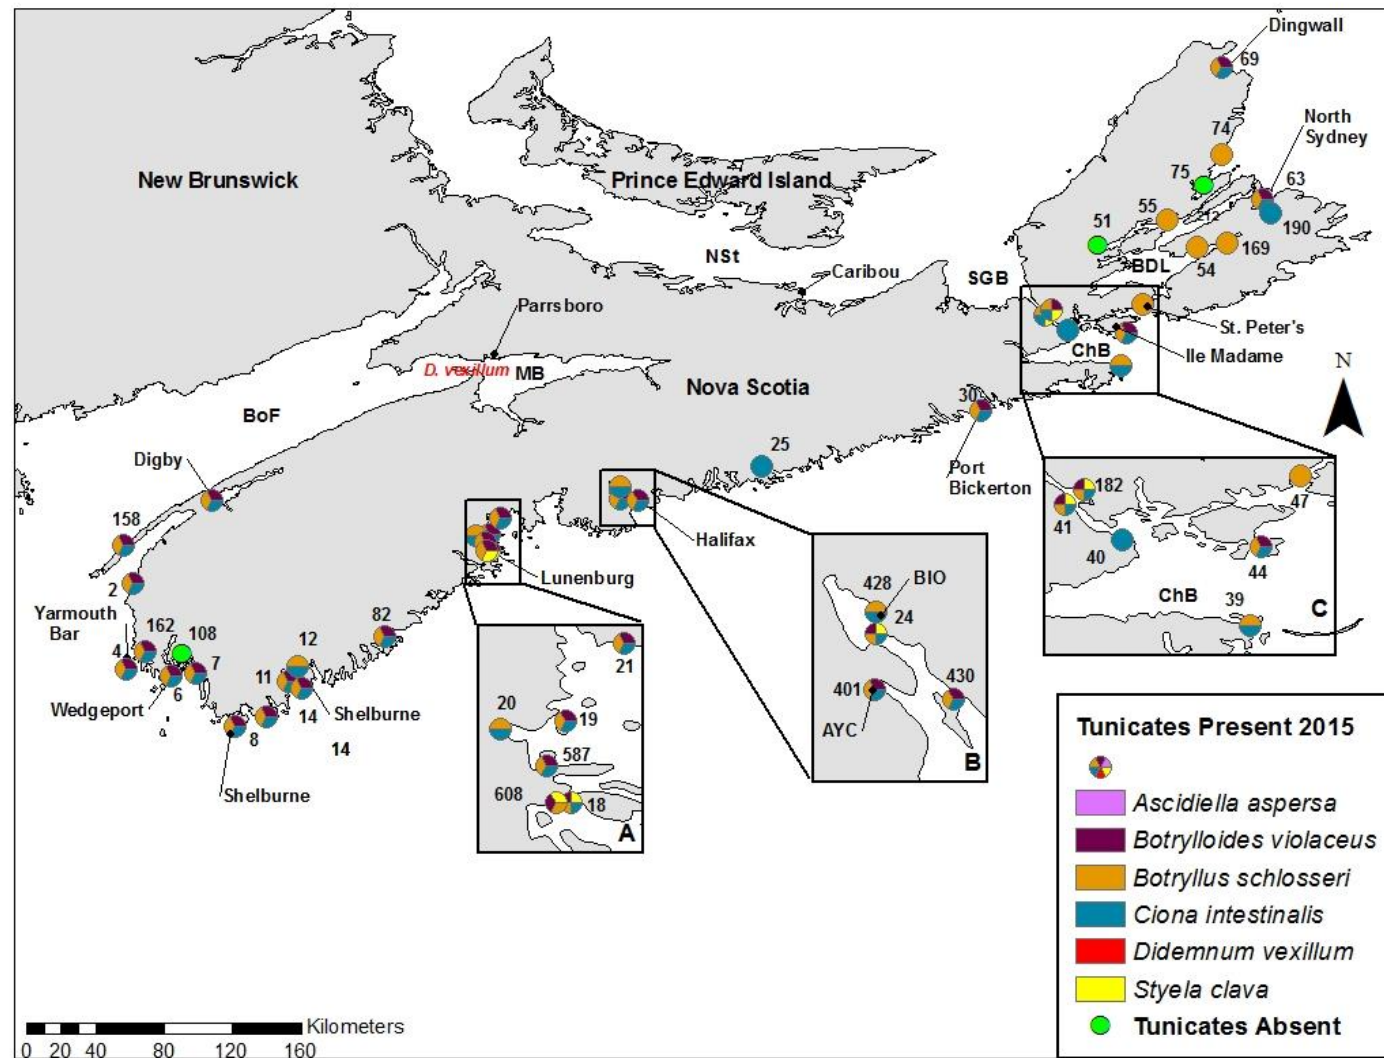 Dingwall
69
North
Sydney
74
63
New Brunswick
Prince Edward Island
75
55
212
51
190
169
NSt
BDL
54
Caribou
SGB
Parrsboro
St. Peter's
Ile Madame
ChB
D. vexillum
MB
N
Nova Scotia
30
BoF
25
Digby
Port
Bickerton
182
47
41
158
Halifax
40
44
Lunenburg
2
428
BIO
ChB
39
C
Yarmouth
Bar
162
108
12
82
24
4
7
11
21
430
401
6
Wedgeport
14
Shelburne
20
19
AYC
8
14
587
B
Shelburne
608
18
A
Tunicates Present 2015
Ascidiella aspersa
Botrylloides violaceus
Botryllus schlosseri
Ciona intestinalis
Didemnum vexillum
Styela clava
Tunicates Absent
Kilometers
0 20 40 80 120 160